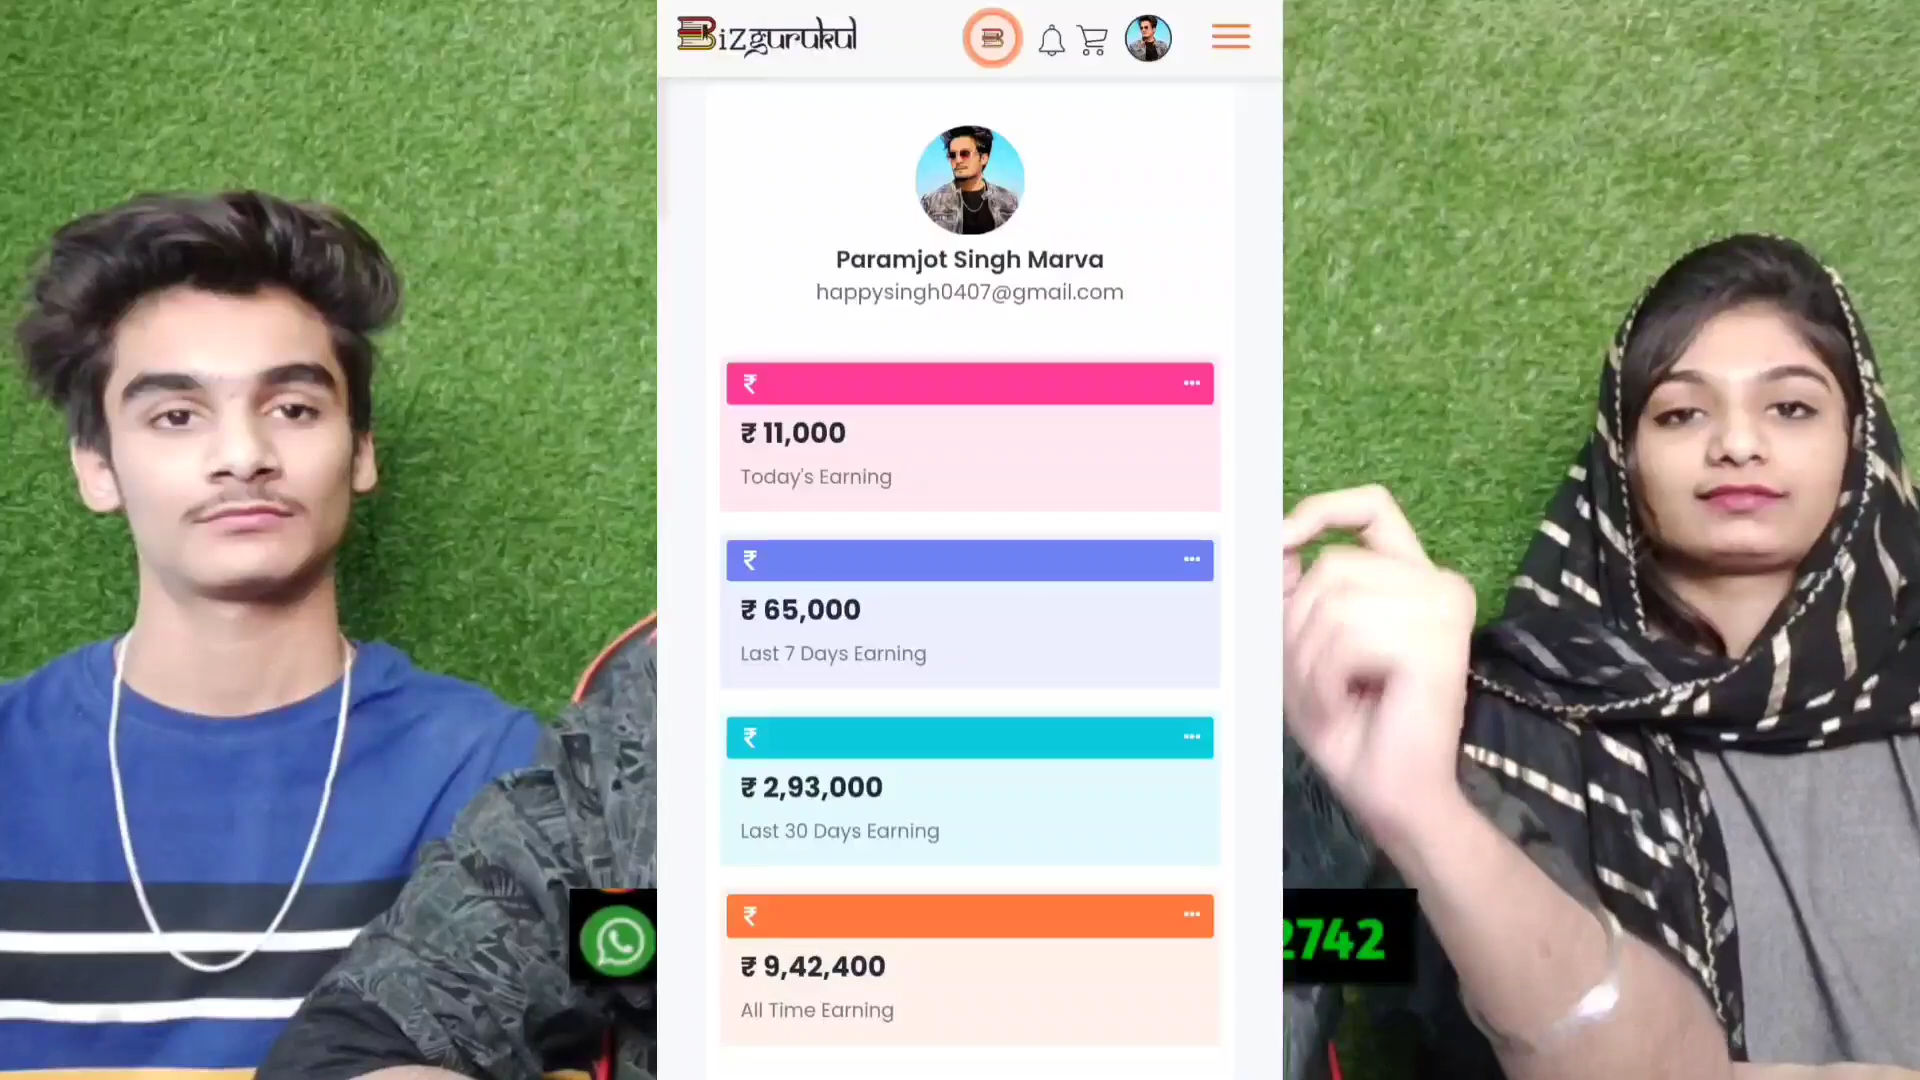 Bizgurukul
Paramjot Singh Marva
happysingh0407@gmail.com
₹
₹ 11,000
Today's Earning
₹
₹ 65,000
Last 7 Days Earning
₹
₹ 2,93,000
Last 30 Days Earning
₹
2742
₹ 9,42,400
All Time Earning